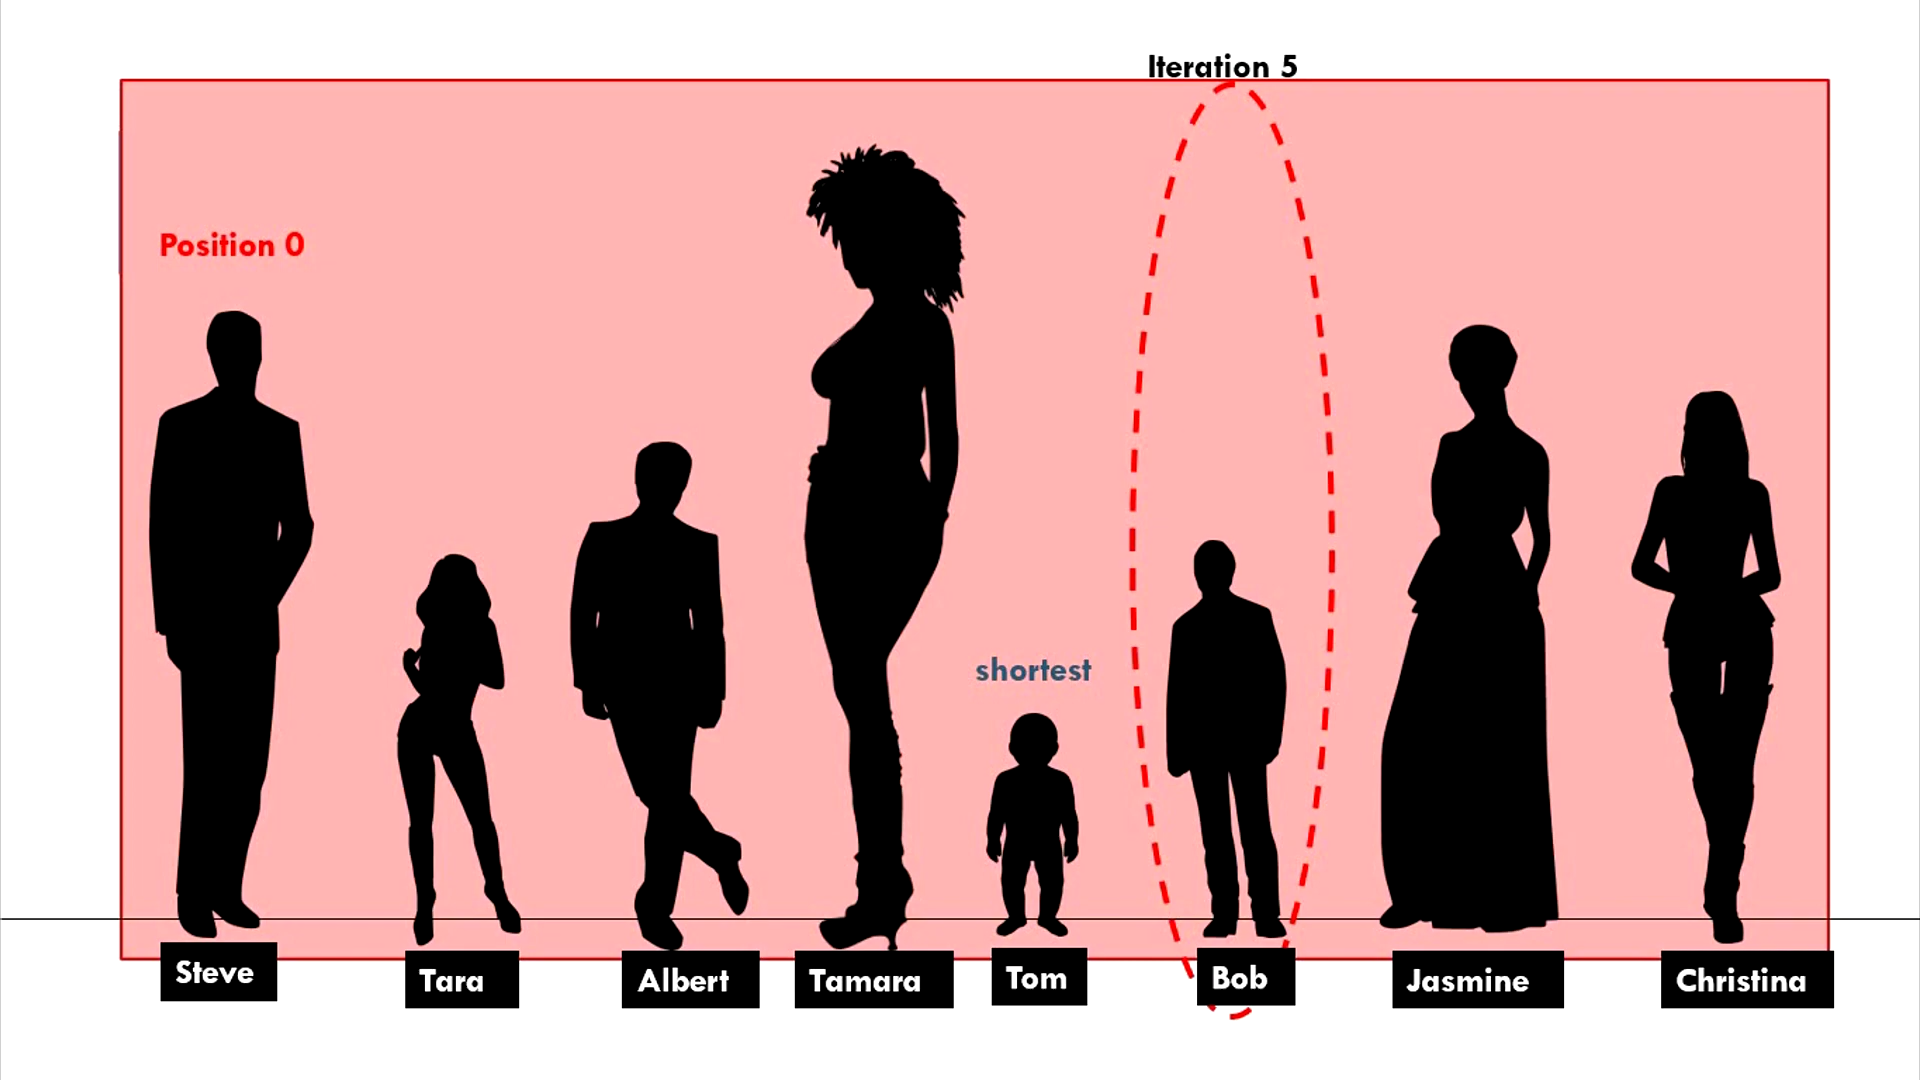 Iteration 5
Position 0
shortest
Steve
Tara
Albert
Tamara
Tom
Bob
Jasmine
Christina